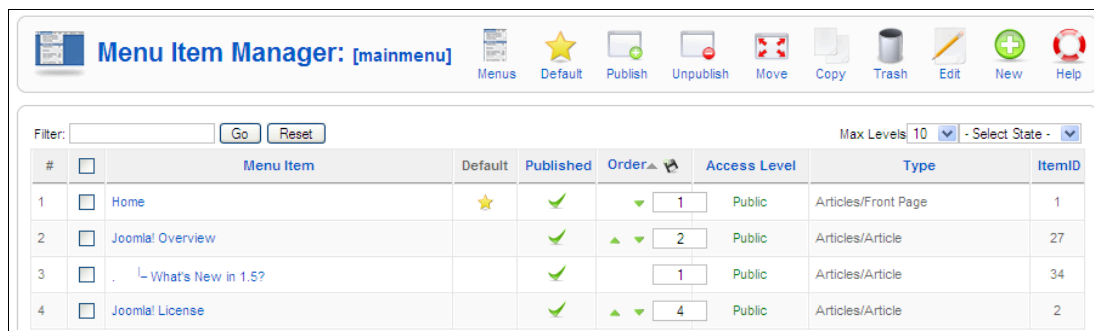 Menu Item Manager: [mainmenu]
Menus Default Publish Unpublish Move Copy Trash Edit New Help
Filter: Go Reset Max Levels 10 - Select State -
# Menu Item Default Published Order Access Level Type ItemID
1 Home 1 Public Articles/Front Page 1
2 Joomla! Overview 2 Public Articles/Article 27
3 . – What's New in 1.5? 1 Public Articles/Article 34
4 Joomla! License 4 Public Articles/Article 2